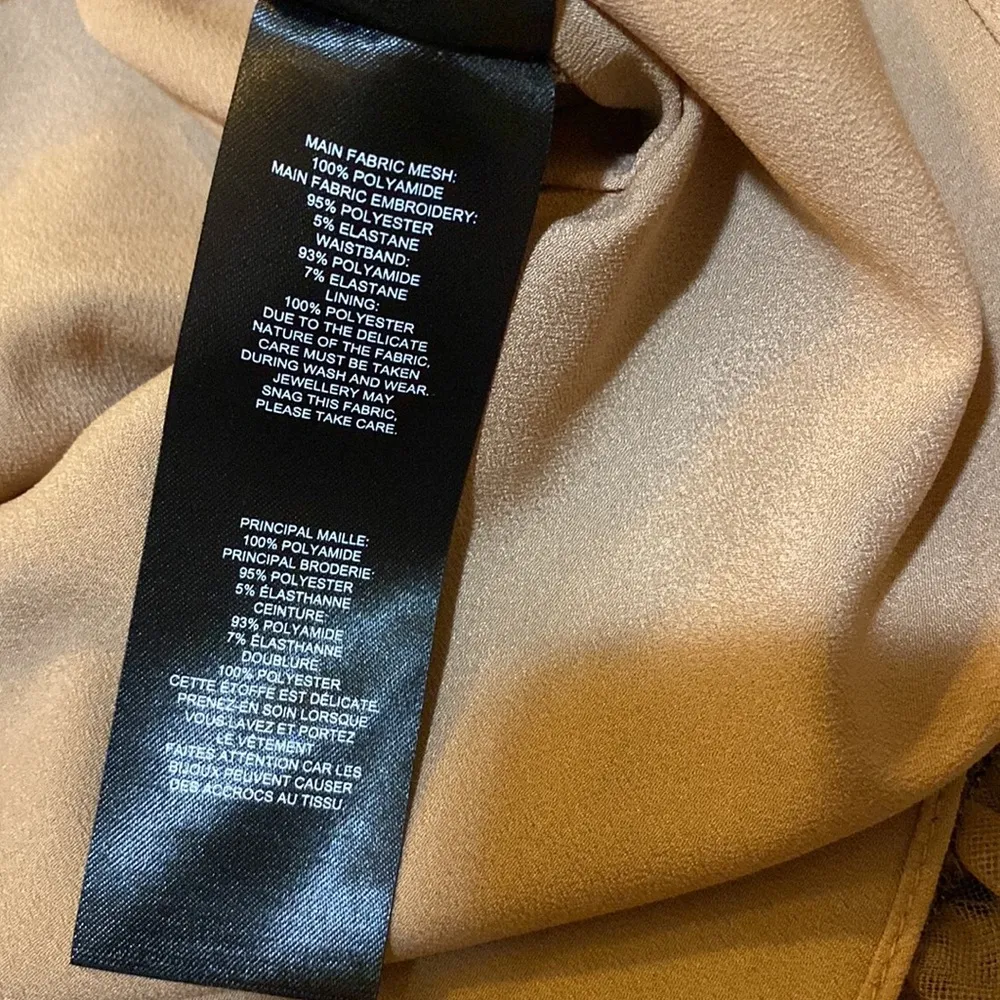 MAIN FABRIC MESH:
100% POLYAMIDE
MAIN FABRIC EMBROIDERY:
95% POLYESTER
5% ELASTANE
WAISTBAND:
93% POLYAMIDE
7% ELASTANE
LINING:
100% POLYESTER
DUE TO THE DELICATE
NATURE OF THE FABRIC,
CARE MUST BE TAKEN
DURING WASH AND WEAR.
JEWELLERY MAY
SNAG THIS FABRIC,
PLEASE TAKE CARE.
PRINCIPAL MAILLE:
100% POLYAMIDE
PRINCIPAL BRODERIE:
95% POLYESTER
5% ÉLASTHANNE
CEINTURE:
93% POLYAMIDE
7% ÉLASTHANNE
DOUBLURE:
100% POLYESTER
CETTE ÉTOFFE EST DÉLICATE,
PRENEZ-EN SOIN LORSQUE
VOUS LAVEZ ET PORTEZ
LE VÊTEMENT
FAITES ATTENTION CAR LES
BIJOUX PEUVENT CAUSER
DES ACCROCS AU TISSU.